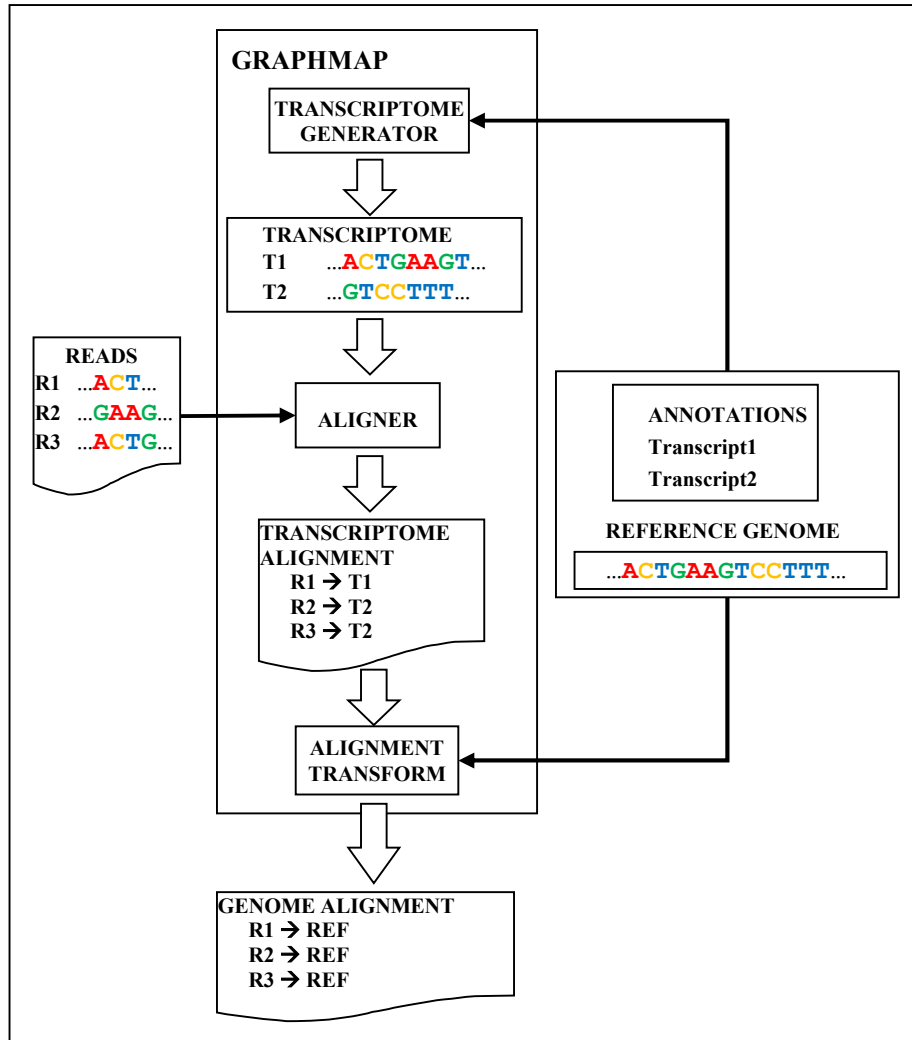 GRAPHMAP
TRANSCRIPTOME
GENERATOR
TRANSCRIPTOME
T1 ...ACTGAAGT...
T2 ...GTCCTTT...
READS
R1 ...ACT...
R2 ...GAAG...
R3 ...ACTG...
ALIGNER
ANNOTATIONS
Transcript1
Transcript2
REFERENCE GENOME
...ACTGAAGTCCTTT...
TRANSCRIPTOME
ALIGNMENT
R1 → T1
R2 → T2
R3 → T2
ALIGNMENT
TRANSFORM
GENOME ALIGNMENT
R1 → REF
R2 → REF
R3 → REF